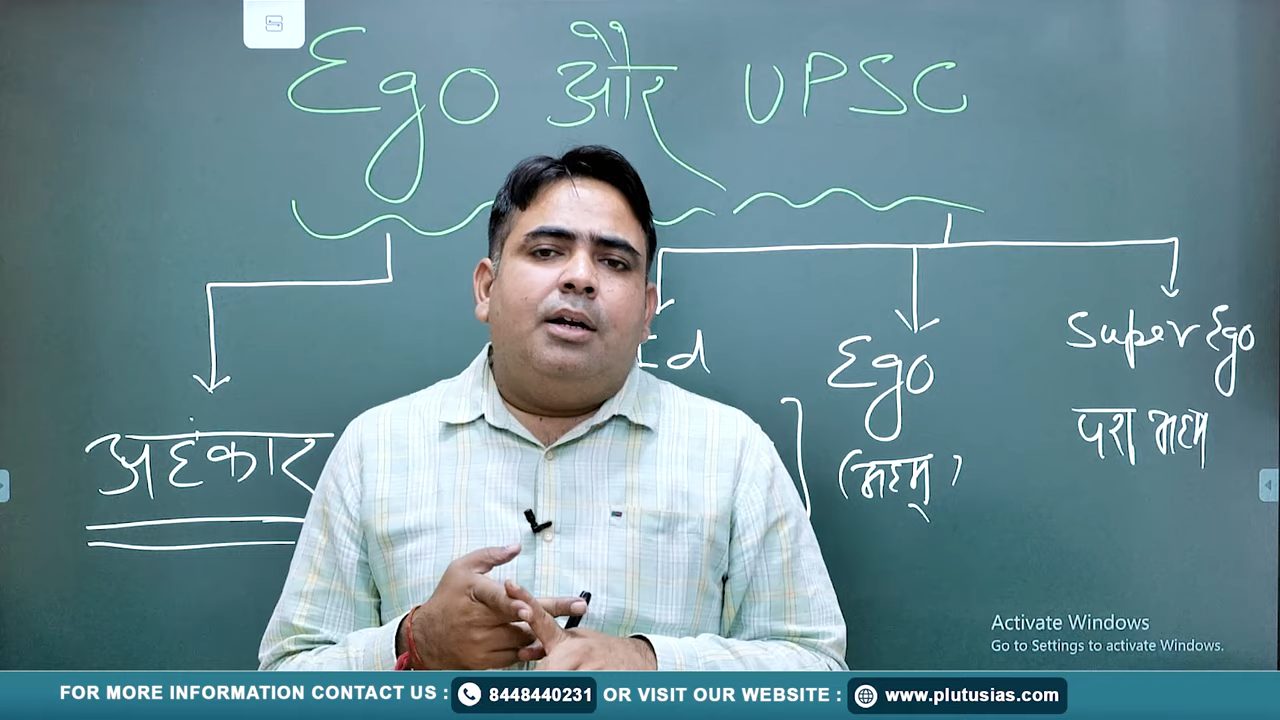 Ego और UPSC
Id
Ego
Super Ego
अहंकार
(अहम्)
परा अहम
Activate Windows
Go to Settings to activate Windows.
FOR MORE INFORMATION CONTACT US : 8448440231 OR VISIT OUR WEBSITE : www.plutusias.com